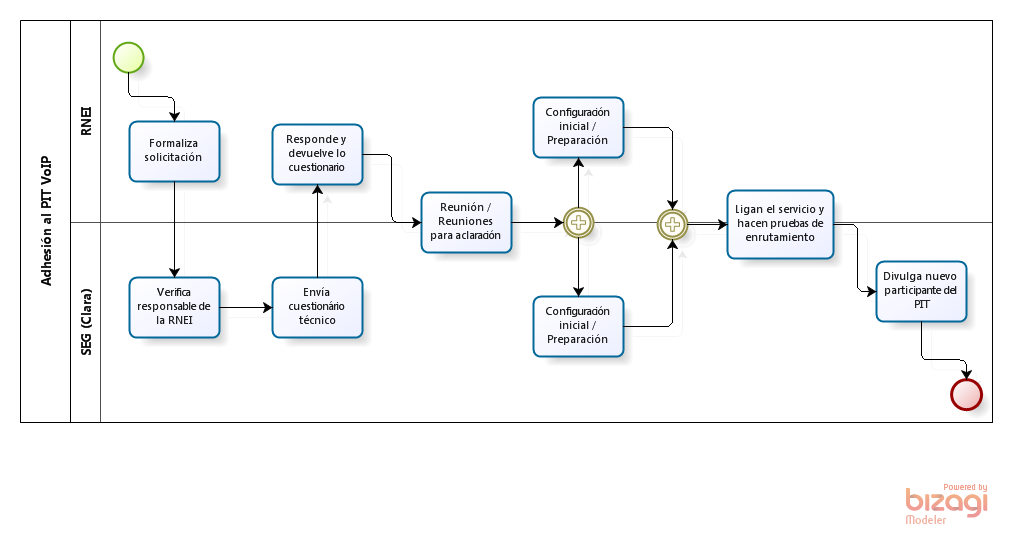 Adhesión al PIT VoIP
RNEI
SEG (Clara)
Formaliza
solicitación
Responde y
devuelve lo
cuestionario
Configuración
inicial /
Preparación
Reunión /
Reuniones
para aclaración
Ligan el servicio y
hacen pruebas de
enrutamiento
Verifica
responsable de
la RNEI
Envía
cuestionário
técnico
Configuración
inicial /
Preparación
Divulga nuevo
participante del
PIT
Powered by
bizagi
Modeler